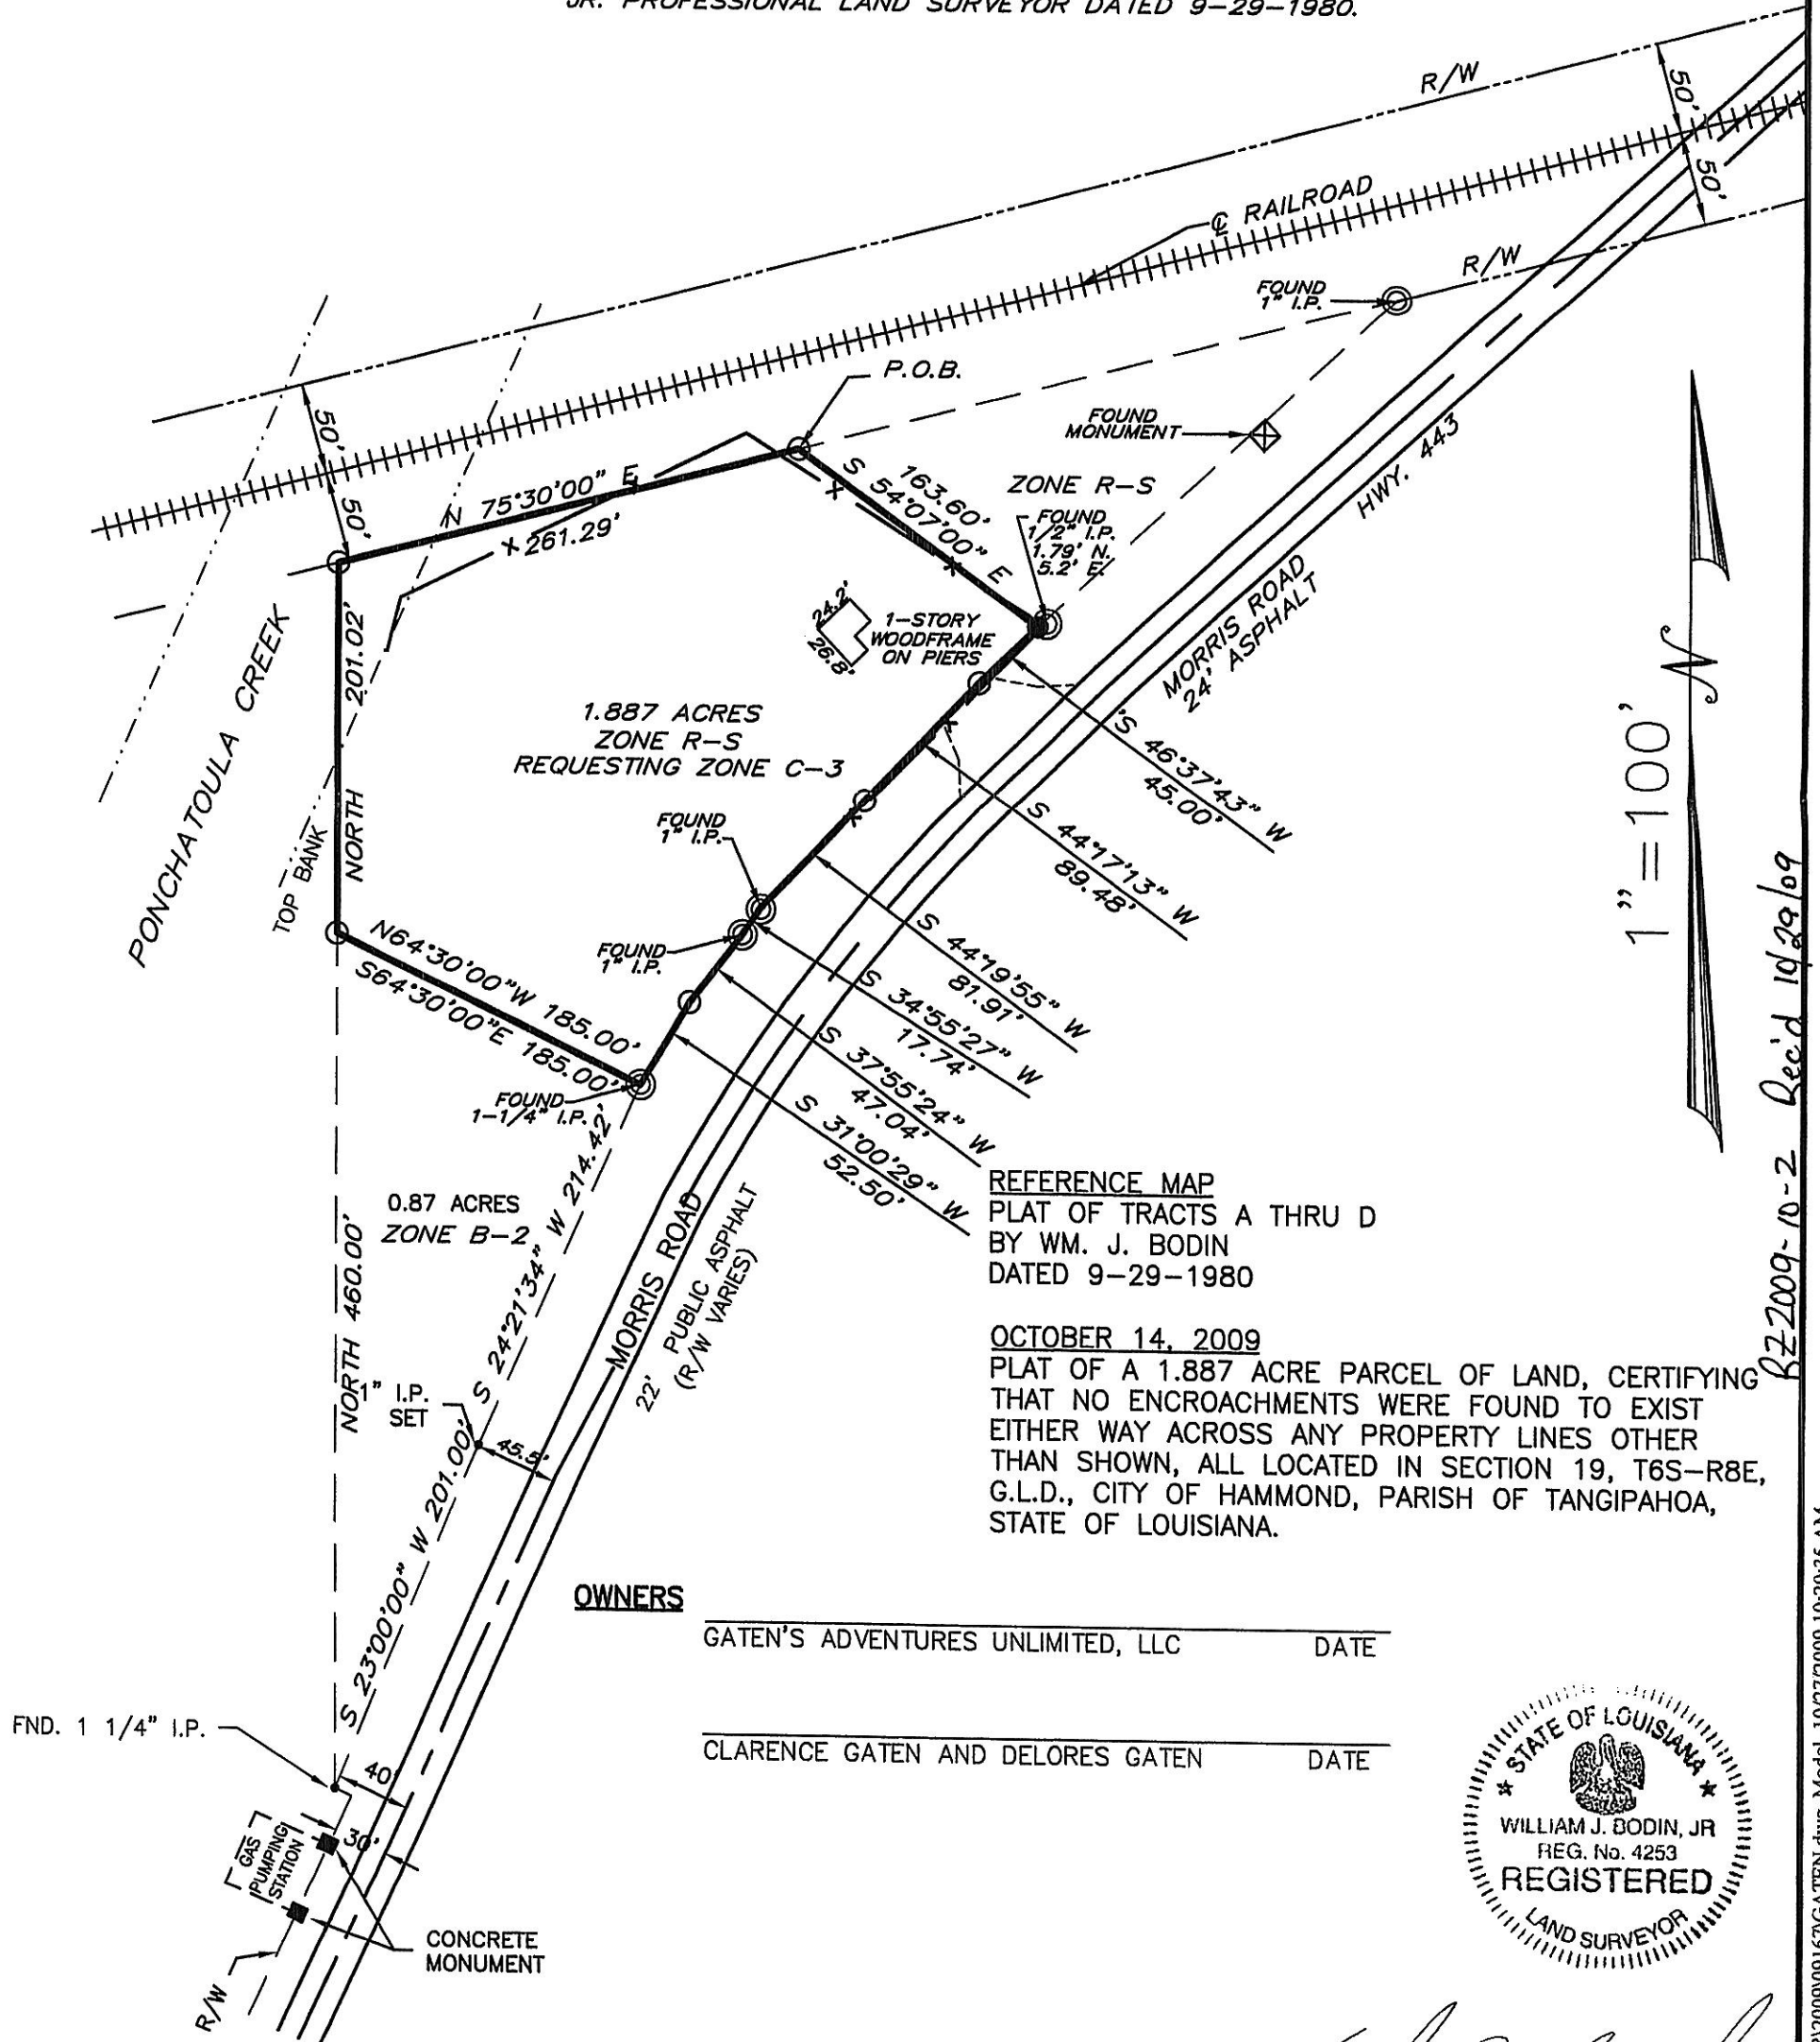 JR. PROFESSIONAL LAND SURVEYOR DATED 9-29-1980.
R/W
50'
50'
℄ RAILROAD
R/W
FOUND
1" I.P.
P.O.B.
50'
50'
FOUND
MONUMENT
HWY. 443
N 75°30'00" E
261.29'
163.60'
S 54°07'00" E
ZONE R-S
FOUND
1/2" I.P.
1.79' N.
5.2' E.
24.2'
26.8'
1-STORY
WOODFRAME
ON PIERS
MORRIS ROAD
24' ASPHALT
PONCHATOULA CREEK
NORTH 201.02'
TOP BANK
1.887 ACRES
ZONE R-S
REQUESTING ZONE C-3
S 46°37'43" W
45.00'
S 44°17'13" W
89.48'
S 44°19'55" W
81.91'
S 34°55'27" W
17.74'
S 37°55'24" W
47.04'
S 31°00'29" W
52.50'
FOUND
1" I.P.
FOUND
1" I.P.
N64°30'00"W 185.00'
S64°30'00"E 185.00'
FOUND
1-1/4" I.P.
N
1"=100'
RZ2009-10-2 Rec'd 10/29/09
0.87 ACRES
ZONE B-2
NORTH 460.00'
S 24°21'34" W 214.42'
1" I.P.
SET
45.5'
S 23°00'00" W 201.00'
MORRIS ROAD
22' PUBLIC ASPHALT
(R/W VARIES)
REFERENCE MAP
PLAT OF TRACTS A THRU D
BY WM. J. BODIN
DATED 9-29-1980
OCTOBER 14, 2009
PLAT OF A 1.887 ACRE PARCEL OF LAND, CERTIFYING
THAT NO ENCROACHMENTS WERE FOUND TO EXIST
EITHER WAY ACROSS ANY PROPERTY LINES OTHER
THAN SHOWN, ALL LOCATED IN SECTION 19, T6S-R8E,
G.L.D., CITY OF HAMMOND, PARISH OF TANGIPAHOA,
STATE OF LOUISIANA.
OWNERS
GATEN'S ADVENTURES UNLIMITED, LLC DATE
CLARENCE GATEN AND DELORES GATEN DATE
FND. 1 1/4" I.P.
40'
30'
GAS
PUMPING
STATION
CONCRETE
MONUMENT
R/W
STATE OF LOUISIANA
WILLIAM J. BODIN, JR
REG. No. 4253
REGISTERED
LAND SURVEYOR